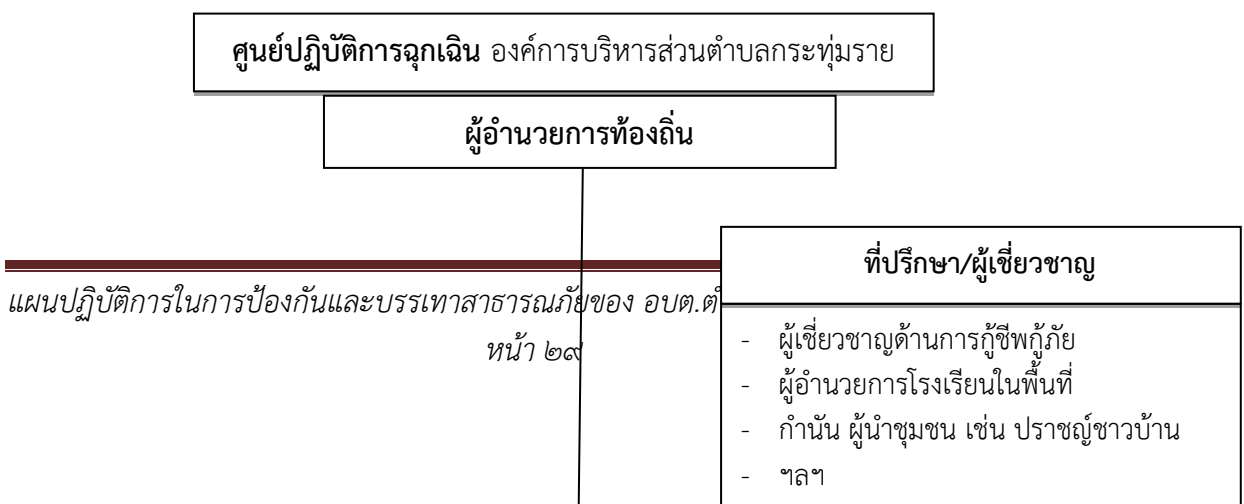 ศูนย์ปฏิบัติการฉุกเฉิน องค์การบริหารส่วนตำบลกระทุ่มราย
ผู้อำนวยการท้องถิ่น
ที่ปรึกษา/ผู้เชี่ยวชาญ
- ผู้เชี่ยวชาญด้านการกู้ชีพกู้ภัย
- ผู้อำนวยการโรงเรียนในพื้นที่
- กำนัน ผู้นำชุมชน เช่น ปราชญ์ชาวบ้าน
- ฯลฯ
แผนปฏิบัติการในการป้องกันและบรรเทาสาธารณภัยของ อบต.ต
หน้า ๒๙